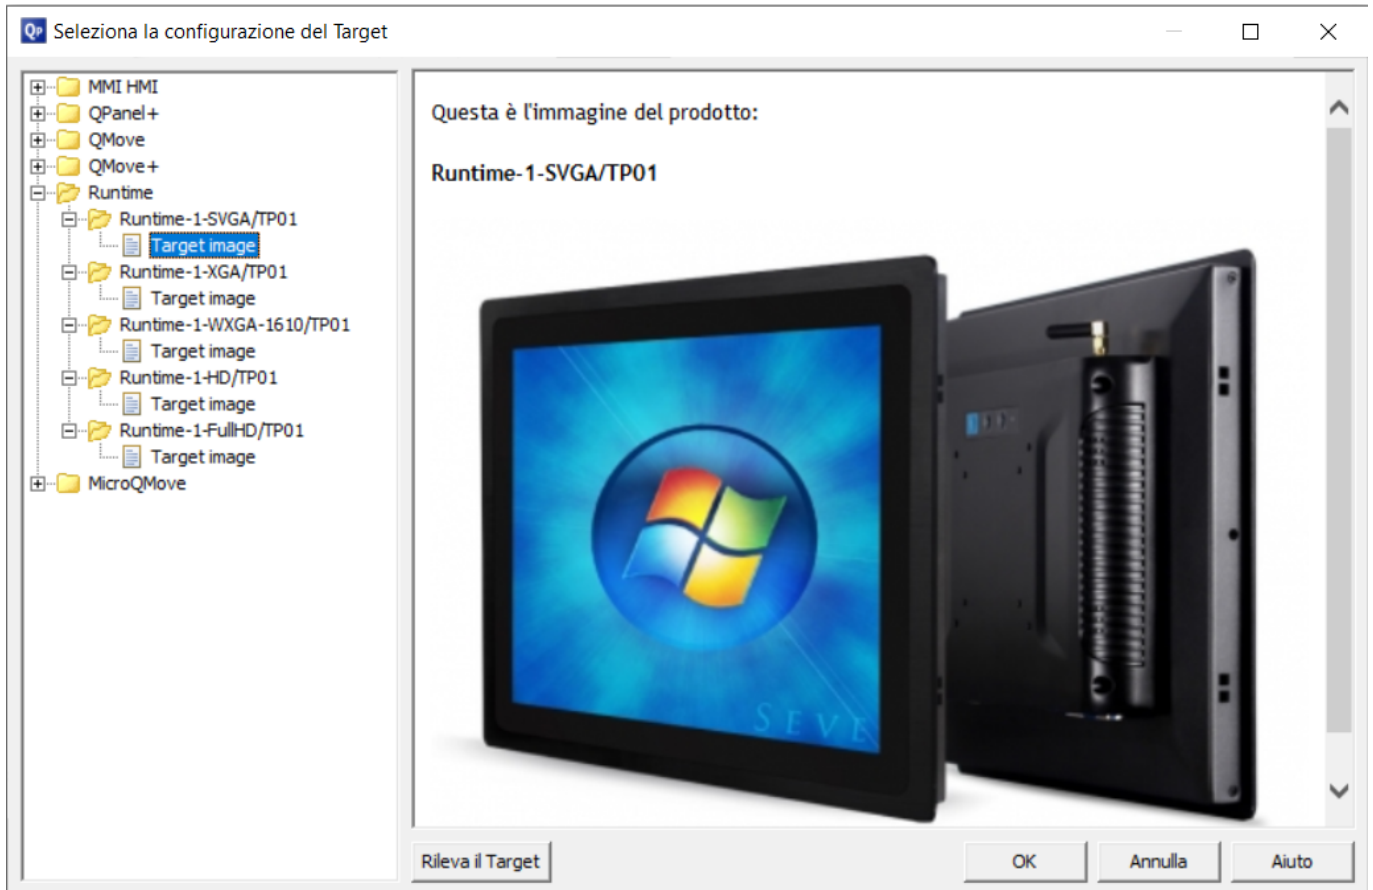 QP Seleziona la configurazione del Target
MMI HMI
QPanel+
QMove
QMove+
Runtime
Runtime-1-SVGA/TP01
Target image
Runtime-1-XGA/TP01
Target image
Runtime-1-WXGA-1610/TP01
Target image
Runtime-1-HD/TP01
Target image
Runtime-1-FullHD/TP01
Target image
MicroQMove
Questa è l'immagine del prodotto:
Runtime-1-SVGA/TP01
SEVE
Rileva il Target
OK
Annulla
Aiuto